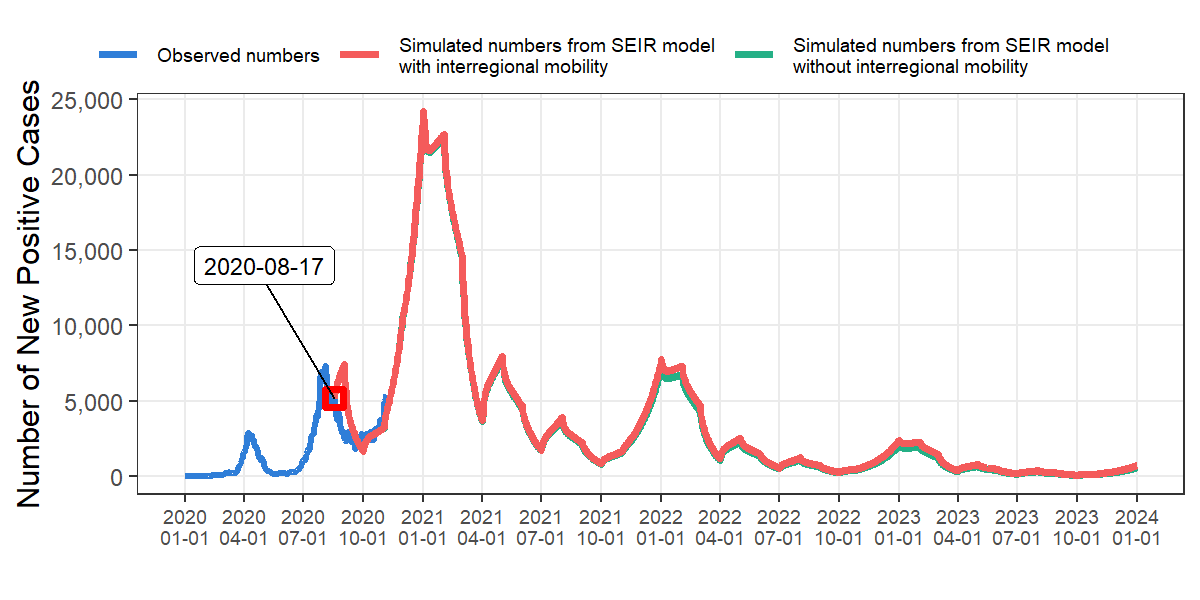 Observed numbers
Simulated numbers from SEIR model
with interregional mobility
Simulated numbers from SEIR model
without interregional mobility
Number of New Positive Cases
25,000
20,000
15,000
10,000
5,000
0
2020-08-17
2020 2020 2020 2020 2021 2021 2021 2021 2022 2022 2022 2022 2023 2023 2023 2023 2024
01-01 04-01 07-01 10-01 01-01 04-01 07-01 10-01 01-01 04-01 07-01 10-01 01-01 04-01 07-01 10-01 01-01